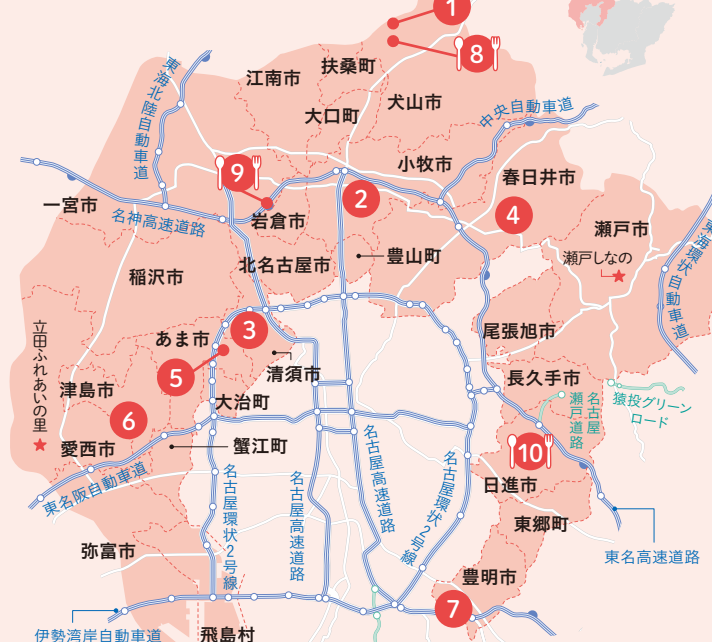 1
8
扶桑町
江南市
犬山市
大口町
東海北陸自動車道
中央自動車道
小牧市
9
春日井市
2
一宮市
4
名神高速道路
岩倉市
瀬戸市
豊山町
瀬戸しなの
北名古屋市
稲沢市
東海環状自動車道
3
尾張旭市
あま市
立田ふれあいの里
5
清須市
長久手市
津島市
大治町
猿投グリーン
ロード
名古屋
瀬戸道路
6
蟹江町
愛西市
10
名古屋高速道路
名古屋環状2号線
東名阪自動車道
名古屋環状2号線
名古屋高速道路
日進市
東郷町
弥富市
東名高速道路
豊明市
7
伊勢湾岸自動車道
飛島村